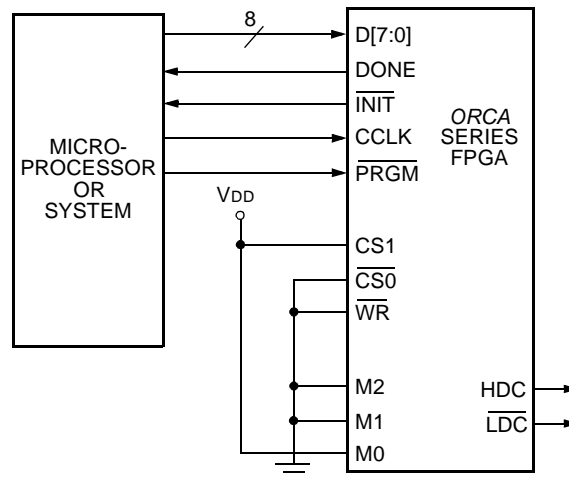 8
D[7:0]
DONE
INIT
CCLK
PRGM
MICRO-
PROCESSOR
OR
SYSTEM
ORCA
SERIES
FPGA
VDD
CS1
CS0
WR
M2
M1
M0
HDC
LDC